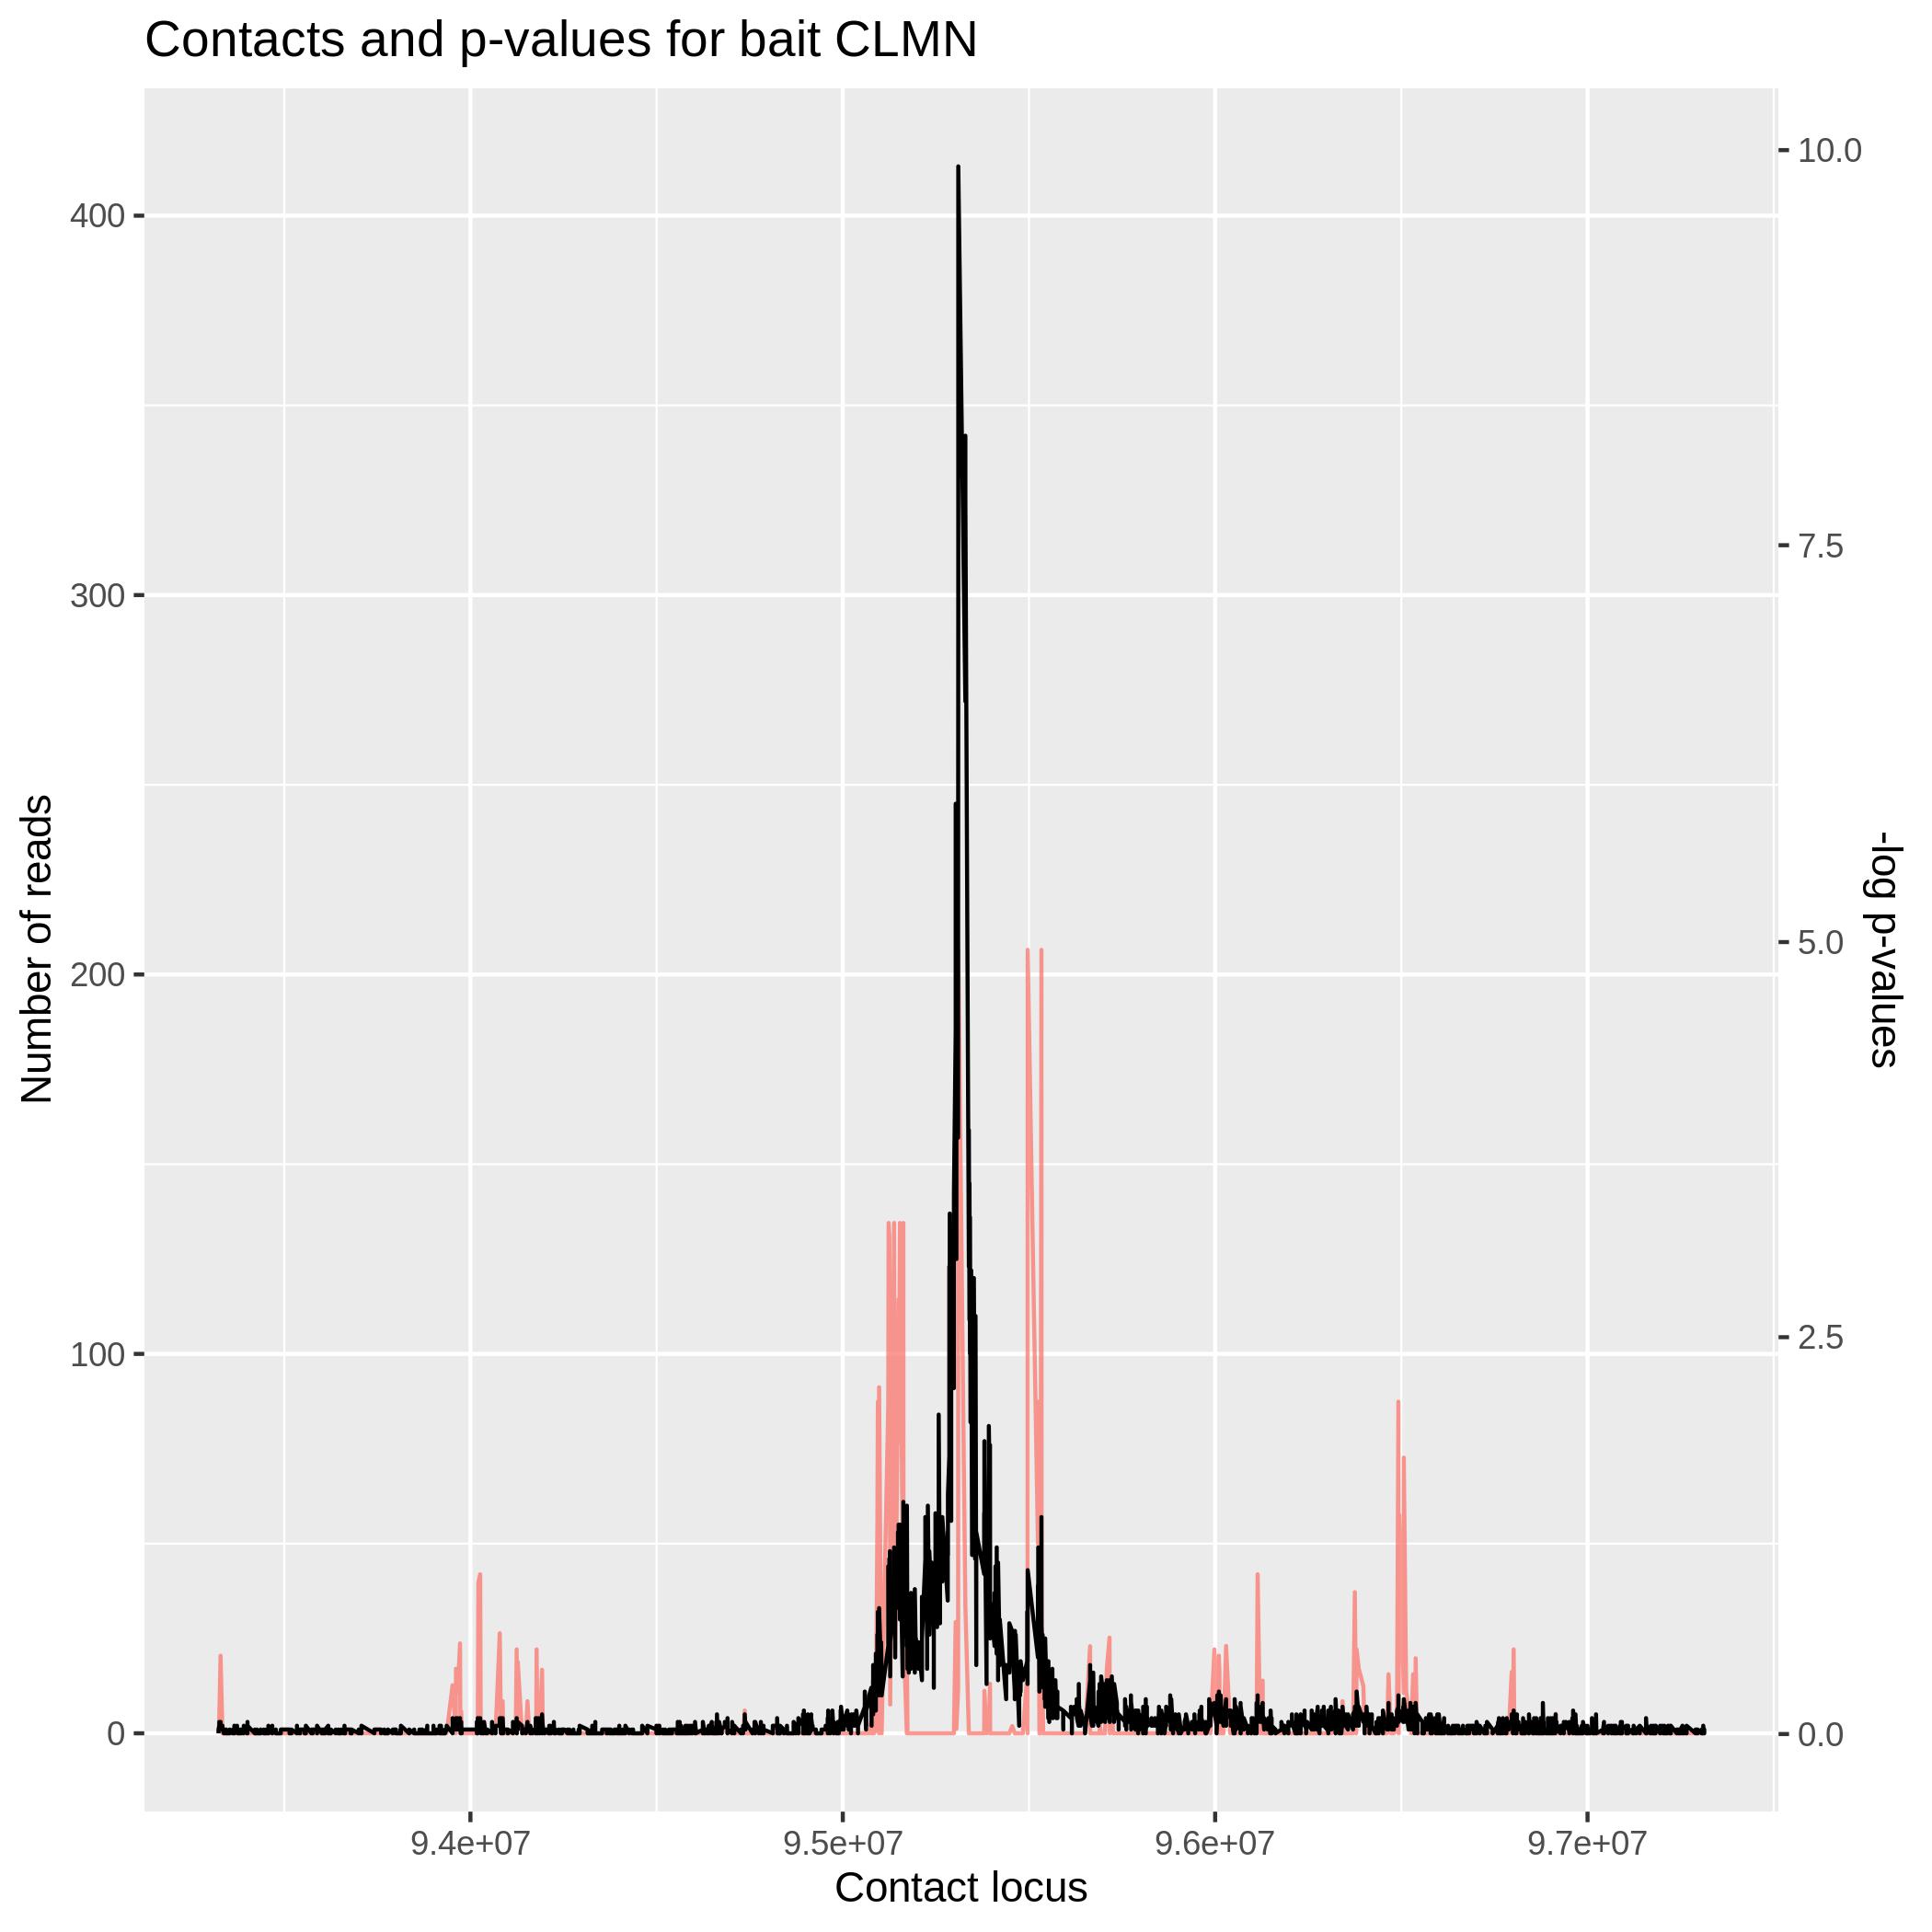 Contacts and p-values for bait CLMN
400
300
200
100
0
Number of reads
10.0
7.5
5.0
2.5
0.0
-log p-values
9.4e+07
9.5e+07
9.6e+07
9.7e+07
Contact locus